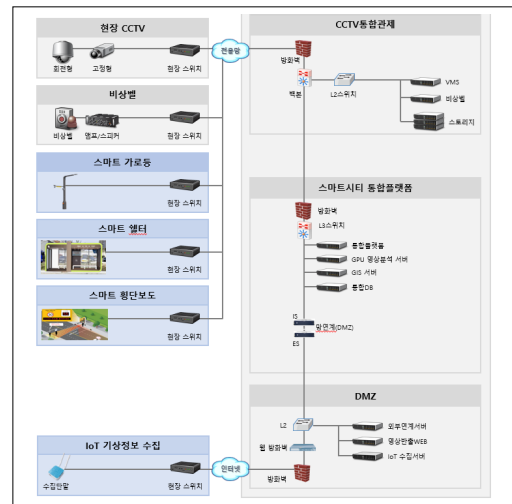 현장 CCTV
회전형
고정형
현장 스위치
전용망
비상벨
비상벨
앰프/스피커
현장 스위치
스마트 가로등
현장 스위치
스마트 쉘터
현장 스위치
스마트 횡단보도
현장 스위치
IoT 기상정보 수집
수집단말
현장 스위치
인터넷
CCTV통합관제
방화벽
백본
L2스위치
VMS
비상벨
스토리지
스마트시티 통합플랫폼
방화벽
L3스위치
통합플랫폼
GPU 영상분석 서버
GIS 서버
통합DB
IS
망연계(DMZ)
ES
DMZ
L2
외부연계서버
웹 방화벽
영상반출WEB
IoT 수집서버
방화벽